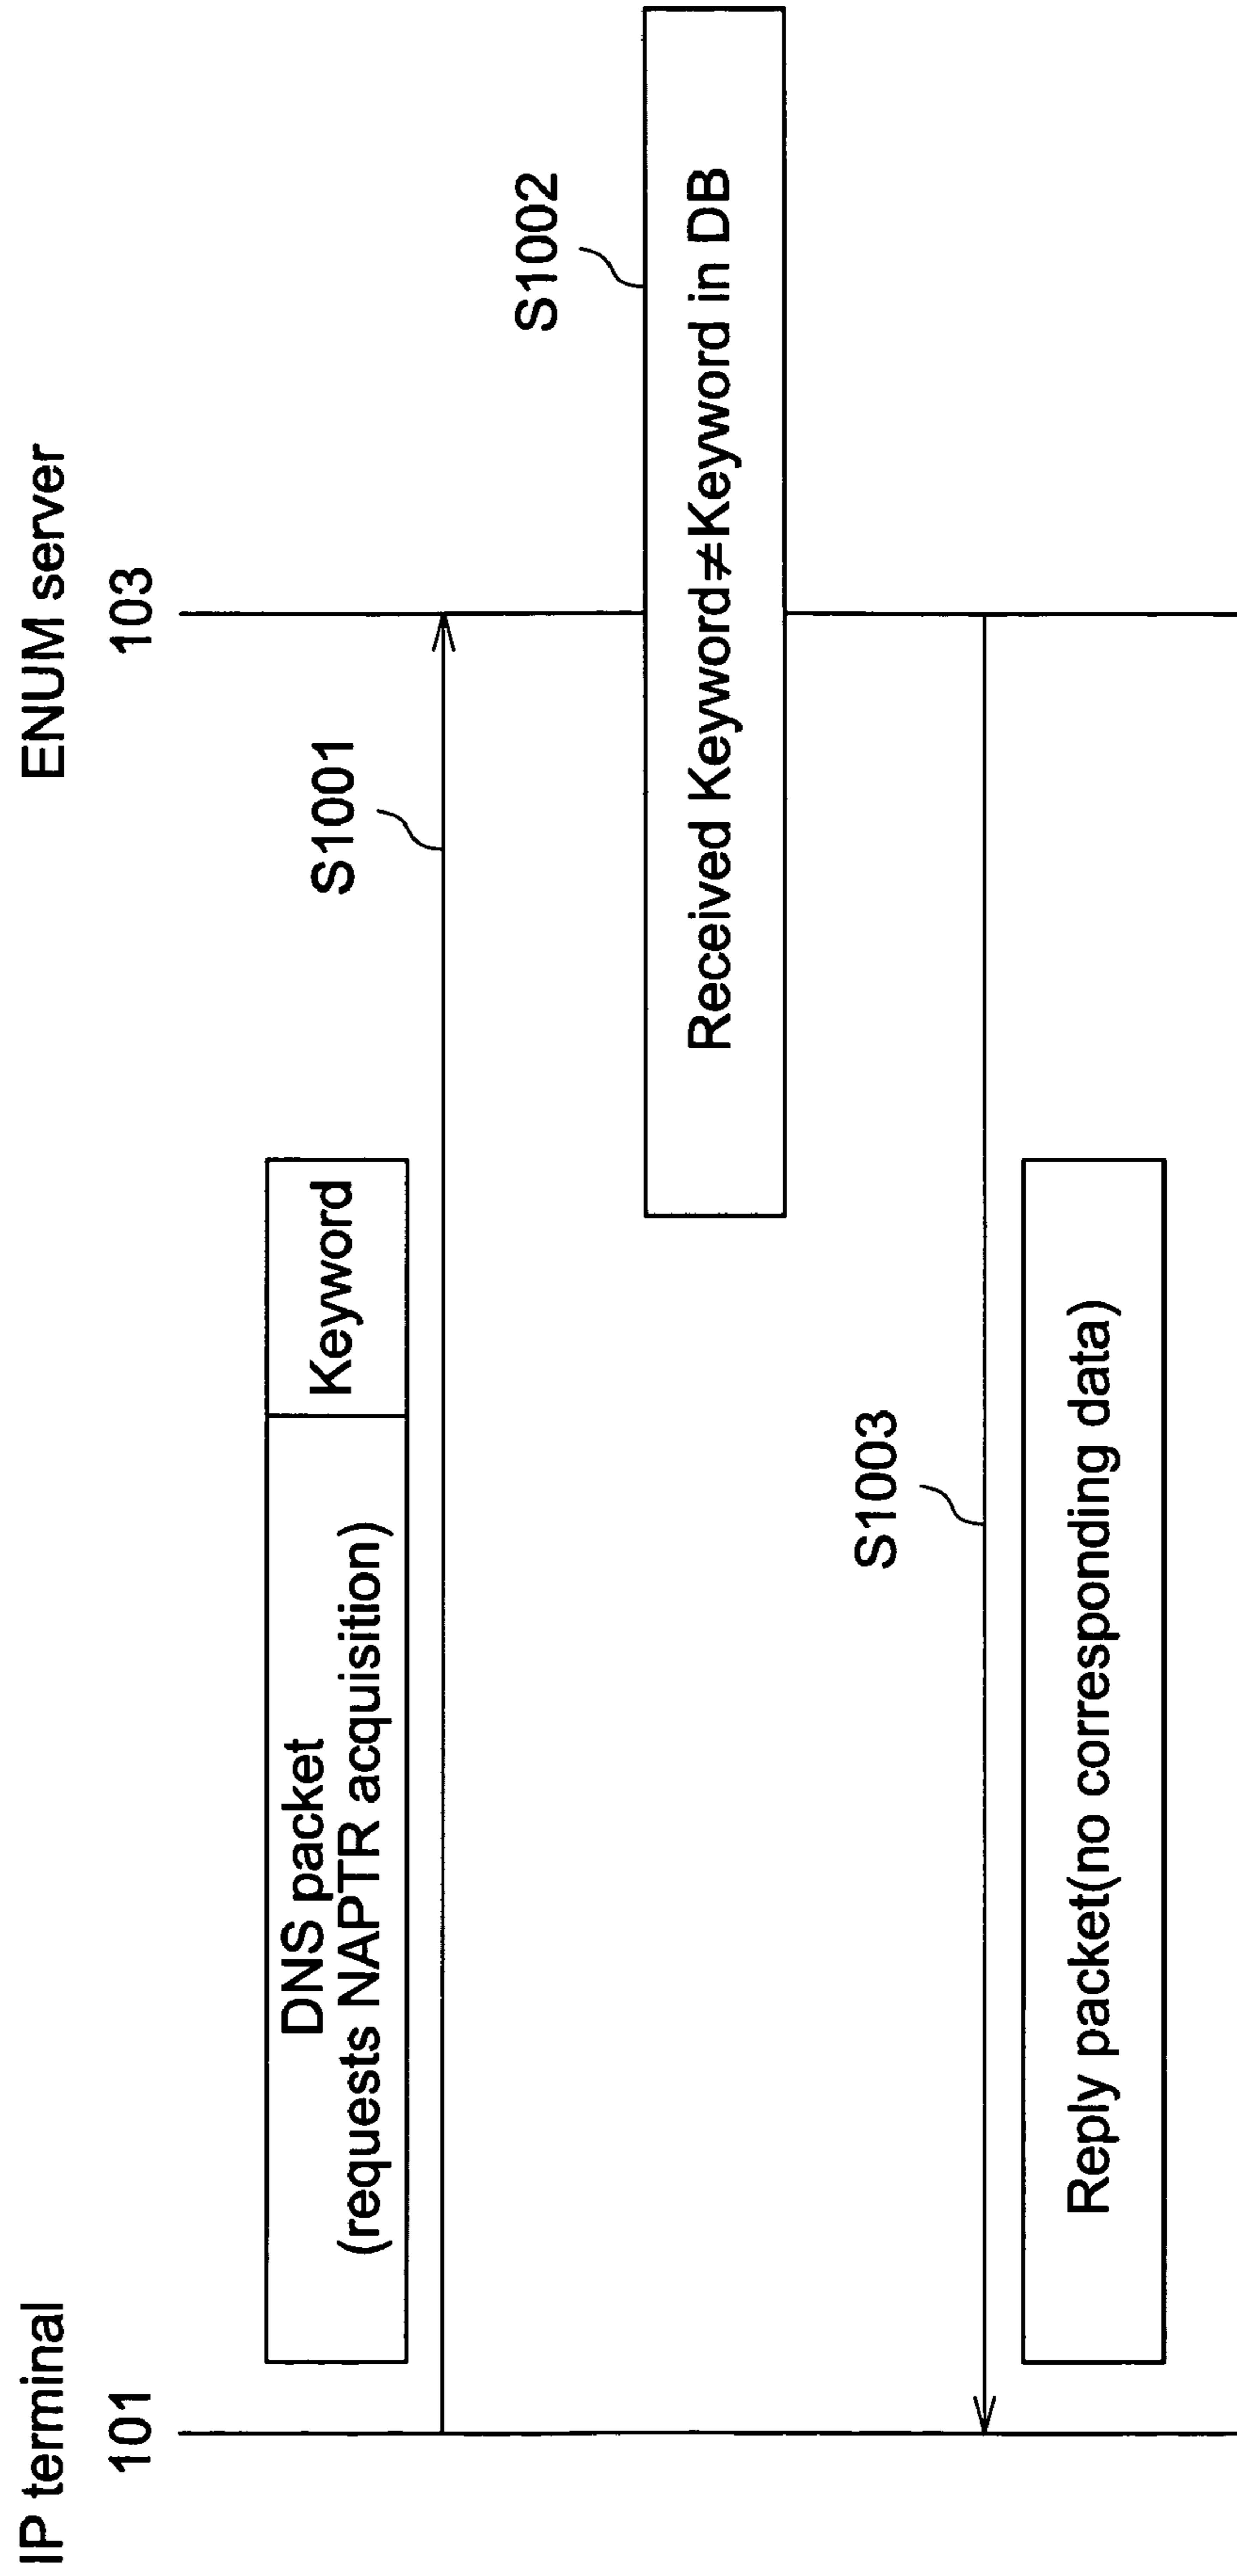 IP terminal
101
ENUM server
103
DNS packet
(requests NAPTR acquisition)
Keyword
S1001
S1002
Received Keyword≠Keyword in DB
S1003
Reply packet(no corresponding data)